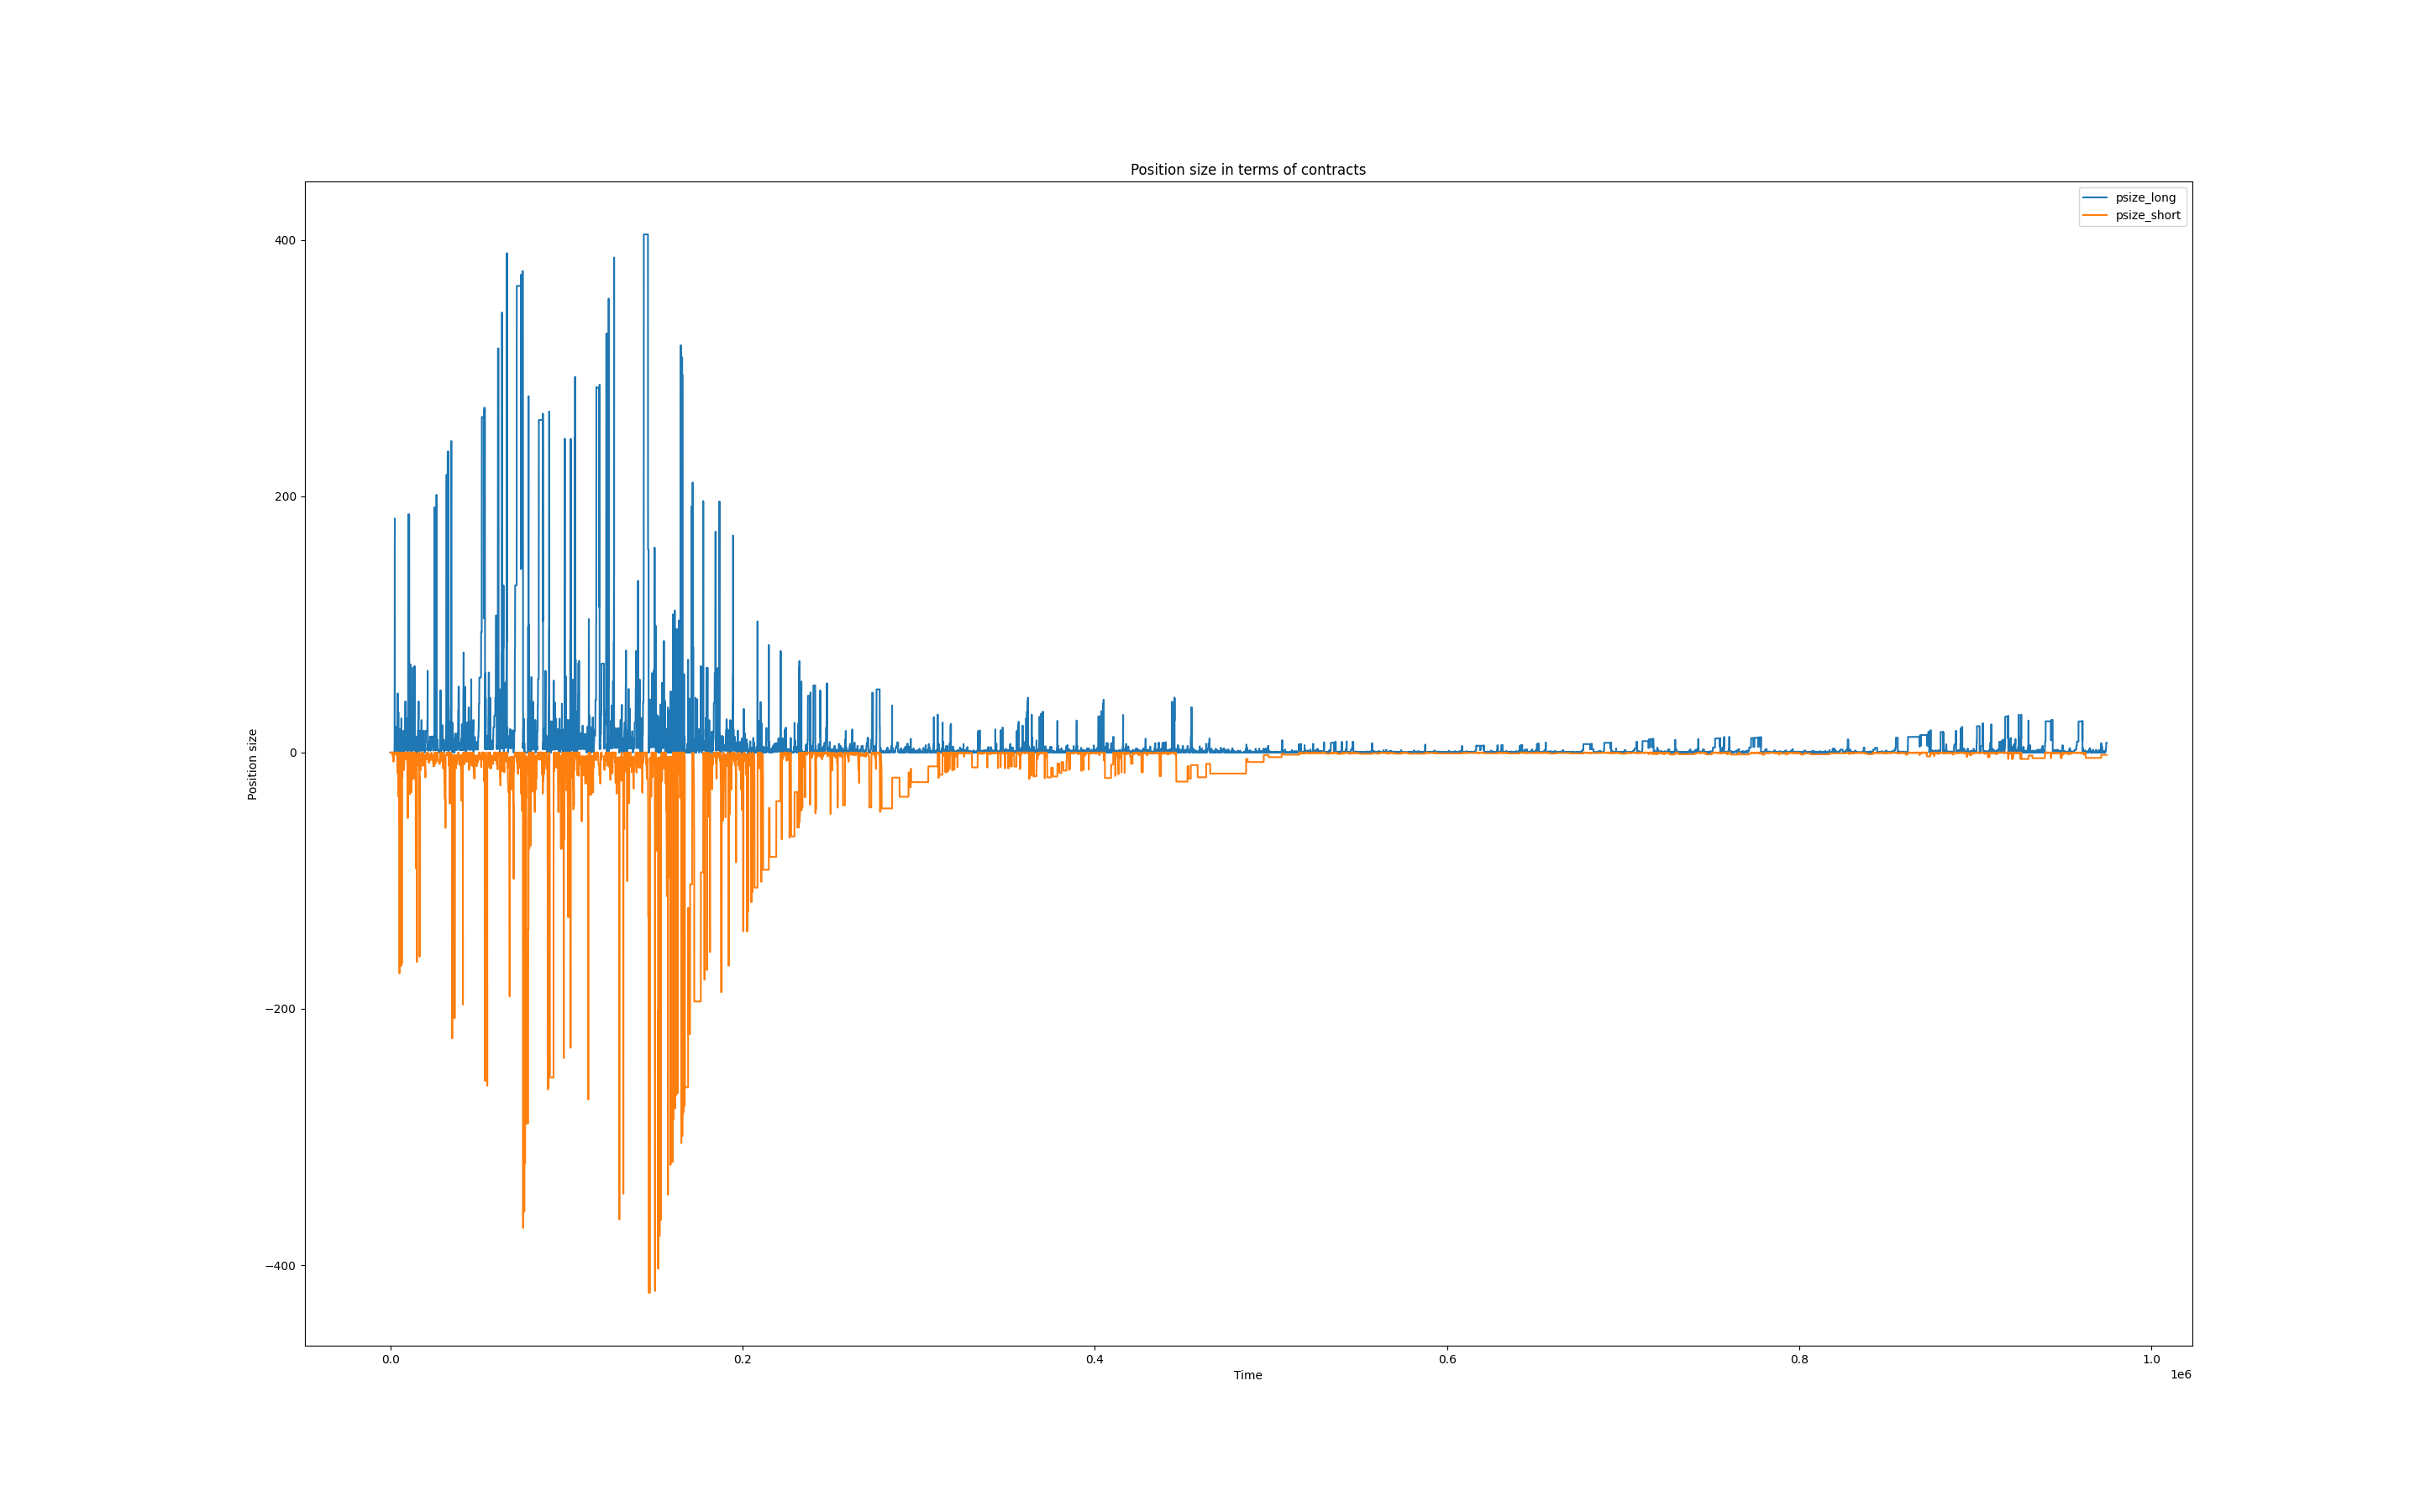 Position size in terms of contracts
psize_long
psize_short
Position size
400
200
0
−200
−400
0.0
0.2
0.4
0.6
0.8
1.0
1e6
Time